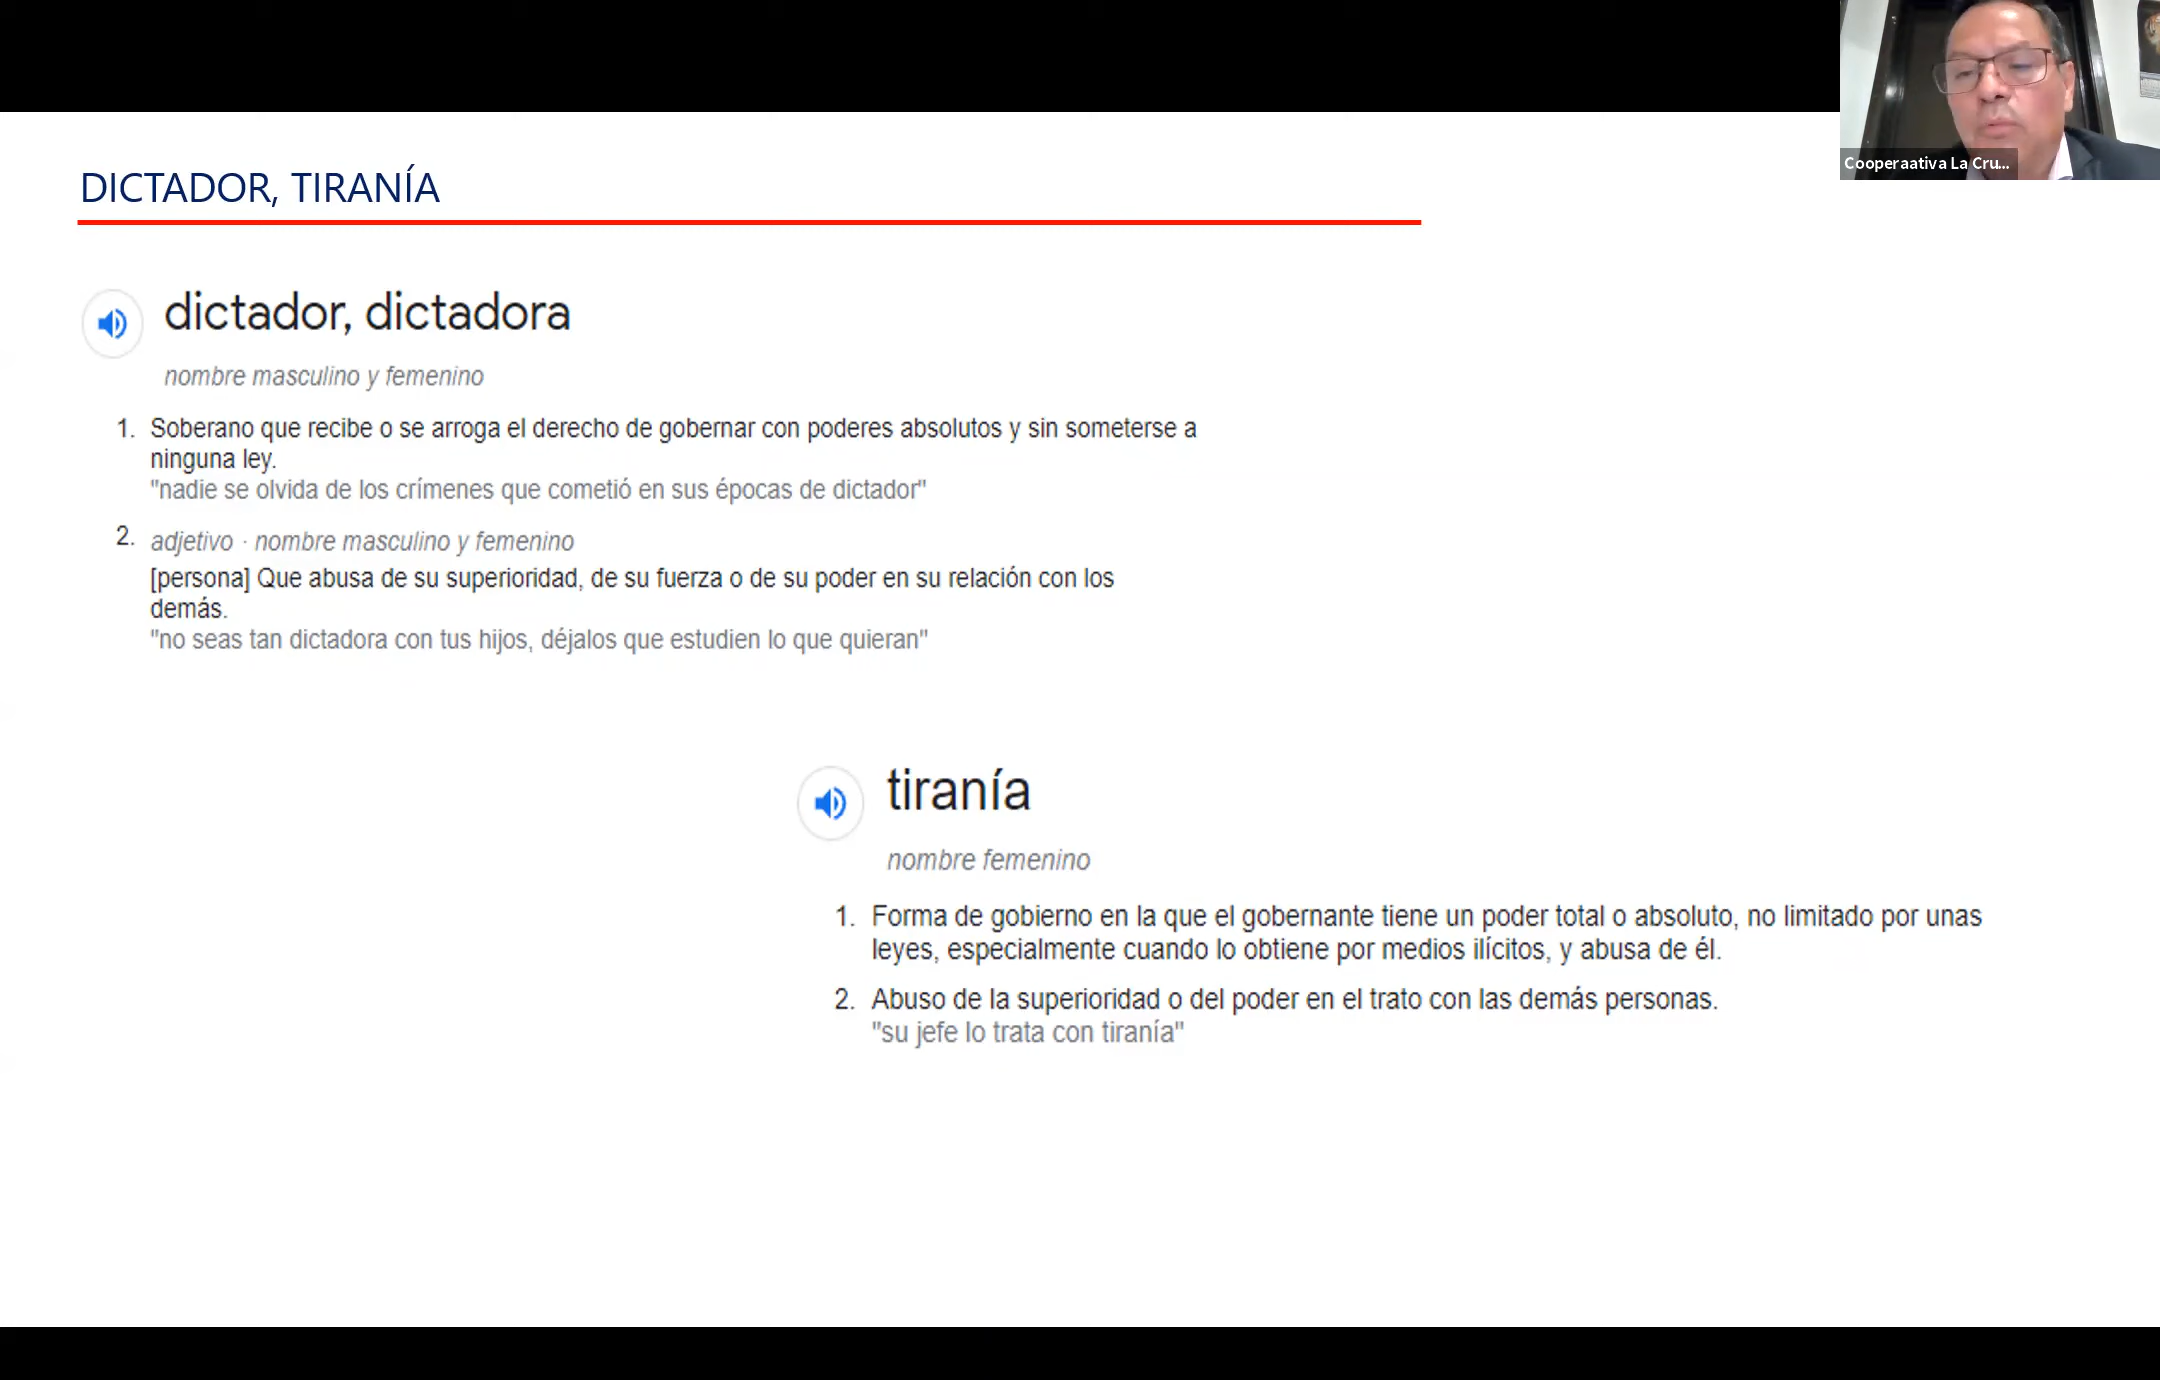 Cooperaativa La Cru...
DICTADOR, TIRANÍA
dictador, dictadora
nombre masculino y femenino
1. Soberano que recibe o se arroga el derecho de gobernar con poderes absolutos y sin someterse a
ninguna ley.
"nadie se olvida de los crímenes que cometió en sus épocas de dictador"
2. adjetivo · nombre masculino y femenino
[persona] Que abusa de su superioridad, de su fuerza o de su poder en su relación con los
demás.
"no seas tan dictadora con tus hijos, déjalos que estudien lo que quieran"
tiranía
nombre femenino
1. Forma de gobierno en la que el gobernante tiene un poder total o absoluto, no limitado por unas
leyes, especialmente cuando lo obtiene por medios ilícitos, y abusa de él.
2. Abuso de la superioridad o del poder en el trato con las demás personas.
"su jefe lo trata con tiranía"